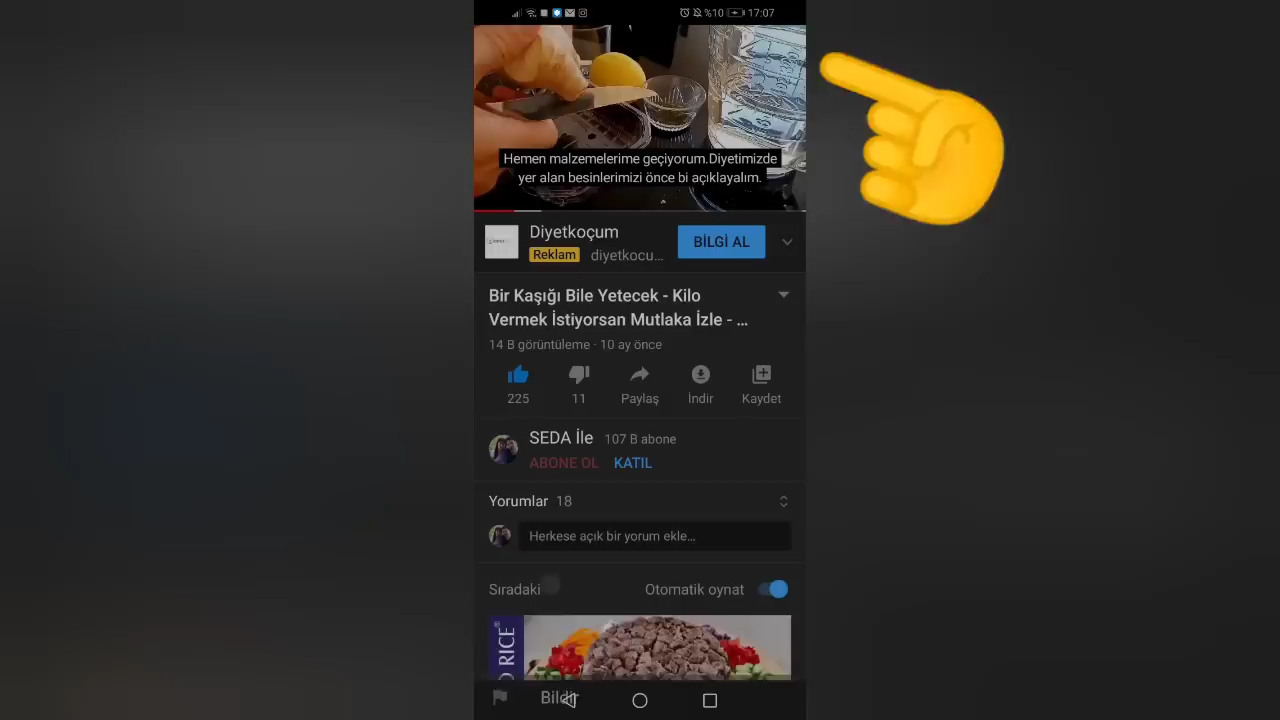 %10 17:07
Hemen malzemelerime geçiyorum.Diyetimizde
yer alan besinlerimizi önce bi açıklayalım.
Diyetkoçum
Reklam diyetkocu...
BİLGİ AL
Bir Kaşığı Bile Yetecek - Kilo
Vermek İstiyorsan Mutlaka İzle - ...
14 B görüntüleme · 10 ay önce
225 11 Paylaş İndir Kaydet
SEDA İle 107 B abone
ABONE OL KATIL
Yorumlar 18
Herkese açık bir yorum ekle...
Sıradaki Otomatik oynat
RICE®
Bildir